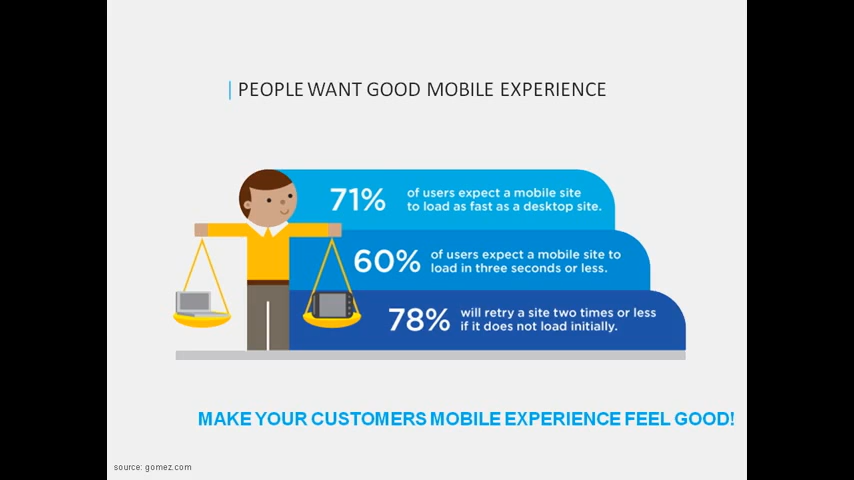 PEOPLE WANT GOOD MOBILE EXPERIENCE
71%
of users expect a mobile site
to load as fast as a desktop site.
60%
of users expect a mobile site to
load in three seconds or less.
78%
will retry a site two times or less
if it does not load initially.
MAKE YOUR CUSTOMERS MOBILE EXPERIENCE FEEL GOOD!
source: gomez.com